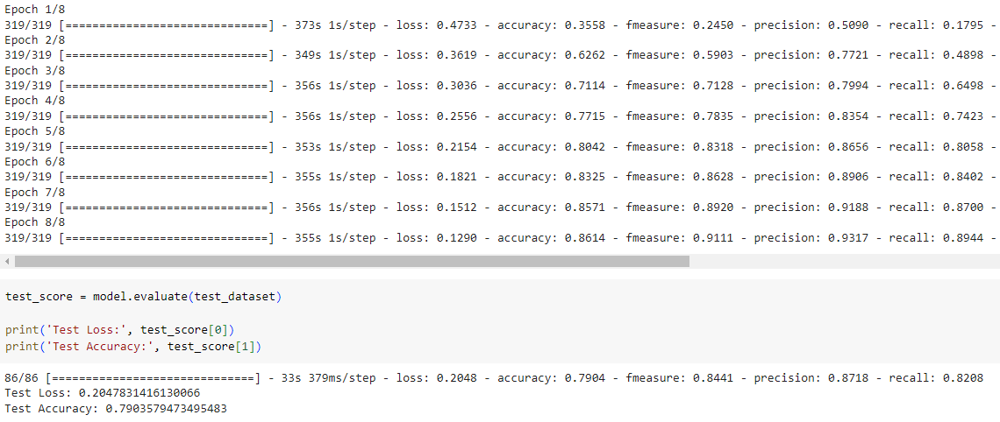 Epoch 1/8
319/319 [==============================] - 373s 1s/step - loss: 0.4733 - accuracy: 0.3558 - fmeasure: 0.2450 - precision: 0.5090 - recall: 0.1795 -
Epoch 2/8
319/319 [==============================] - 349s 1s/step - loss: 0.3619 - accuracy: 0.6262 - fmeasure: 0.5903 - precision: 0.7721 - recall: 0.4898 -
Epoch 3/8
319/319 [==============================] - 356s 1s/step - loss: 0.3036 - accuracy: 0.7114 - fmeasure: 0.7128 - precision: 0.7994 - recall: 0.6498 -
Epoch 4/8
319/319 [==============================] - 356s 1s/step - loss: 0.2556 - accuracy: 0.7715 - fmeasure: 0.7835 - precision: 0.8354 - recall: 0.7423 -
Epoch 5/8
319/319 [==============================] - 353s 1s/step - loss: 0.2154 - accuracy: 0.8042 - fmeasure: 0.8318 - precision: 0.8656 - recall: 0.8058 -
Epoch 6/8
319/319 [==============================] - 355s 1s/step - loss: 0.1821 - accuracy: 0.8325 - fmeasure: 0.8628 - precision: 0.8906 - recall: 0.8402 -
Epoch 7/8
319/319 [==============================] - 356s 1s/step - loss: 0.1512 - accuracy: 0.8571 - fmeasure: 0.8920 - precision: 0.9188 - recall: 0.8700 -
Epoch 8/8
319/319 [==============================] - 355s 1s/step - loss: 0.1290 - accuracy: 0.8614 - fmeasure: 0.9111 - precision: 0.9317 - recall: 0.8944 -
test_score = model.evaluate(test_dataset)
print('Test Loss:', test_score[0])
print('Test Accuracy:', test_score[1])
86/86 [==============================] - 33s 379ms/step - loss: 0.2048 - accuracy: 0.7904 - fmeasure: 0.8441 - precision: 0.8718 - recall: 0.8208
Test Loss: 0.2047831416130066
Test Accuracy: 0.7903579473495483